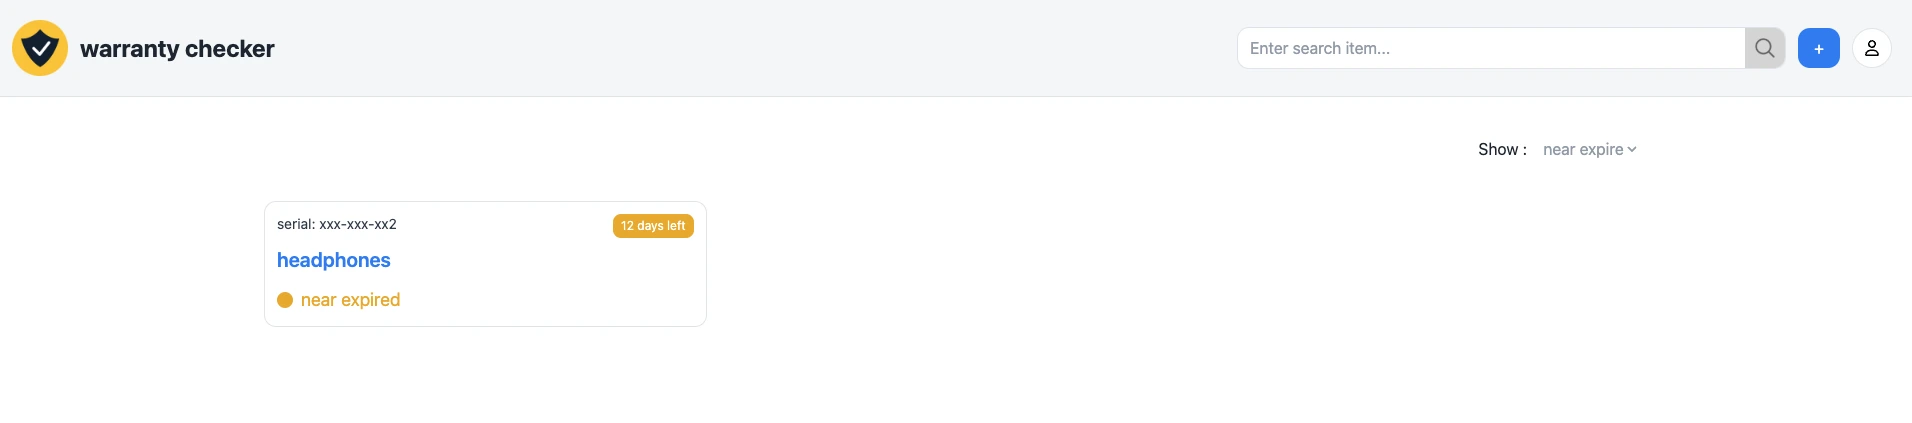 warranty checker
Enter search item...
+
Show : near expire
serial: xxx-xxx-xx2
12 days left
headphones
near expired